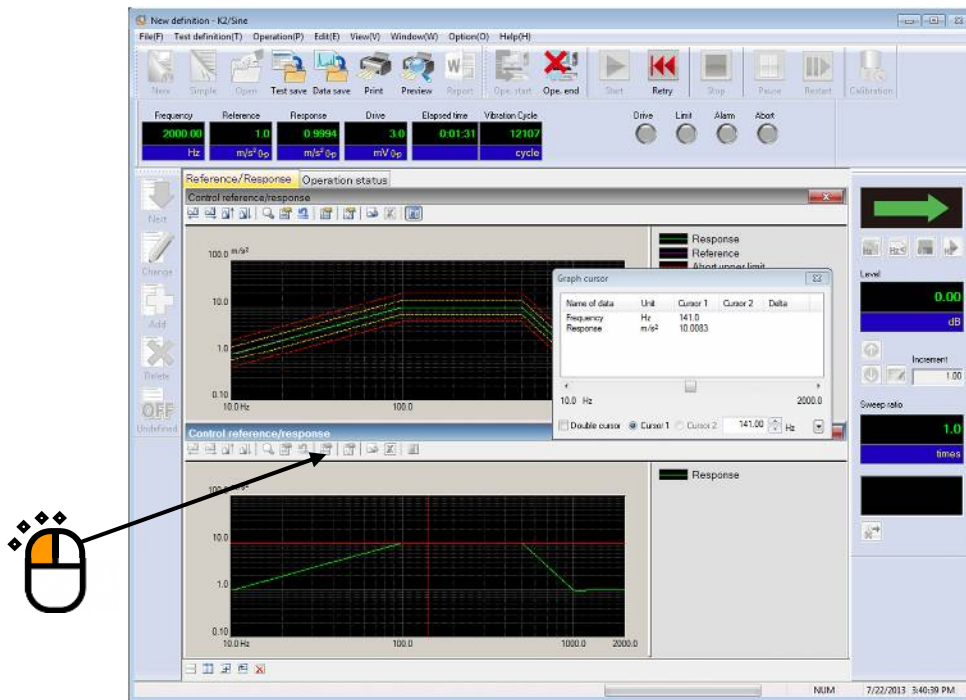 New definition - K2/Sine
File(F) Test definition(T) Operation(P) Edit(E) View(V) Window(W) Option(O) Help(H)
New Simple Open Test save Data save Print Preview Report Ope. start Ope. end Start Retry Stop Pause Restart Calibration
Frequency Reference Response Drive Elapsed time Vibration Cycle Drive Limit Alarm Abort
2000.00 1.0 0.9994 3.0 0:01:31 12107
Hz m/s² 0-p m/s² 0-p mV 0-p cycle
Reference/Response Operation status
Control reference/response
Next
Change
Add
Delete
OFF
Undefined
100.0 m/s²
10.0
1.0
0.10
10.0 Hz 100.0
Response
Reference
Abort upper limit
Graph cursor
Name of data Unit Cursor 1 Cursor 2 Delta
Frequency Hz 141.0
Response m/s² 10.0083
10.0 Hz 2000.0
Double cursor Cursor 1 Cursor 2 141.00 Hz
Control reference/response
10.0
1.0
0.10
10.0 Hz 100.0 1000.0 2000.0
Response
Level
0.00
dB
Increment
1.00
Sweep ratio
1.0
times
NUM 7/22/2013 3:40:39 PM